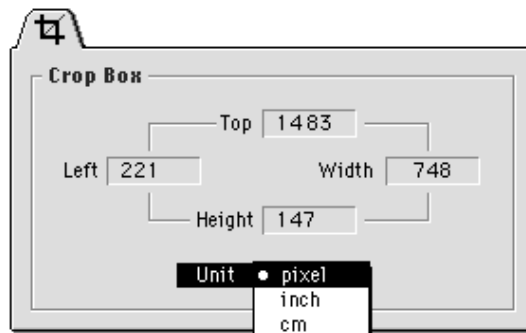 Crop Box
Top 1483
Left 221 Width 748
Height 147
Unit pixel
inch
cm